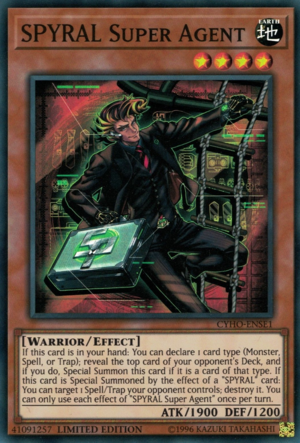 SPYRAL Super Agent
EARTH
地
CYHO-ENSE1
[Warrior/Effect]
If this card is in your hand: You can declare 1 card type (Monster,
Spell, or Trap); reveal the top card of your opponent's Deck, and
if you do, Special Summon this card if it is a card of that type. If
this card is Special Summoned by the effect of a "SPYRAL" card:
You can target 1 Spell/Trap your opponent controls; destroy it. You
can only use each effect of "SPYRAL Super Agent" once per turn.
ATK/1900 DEF/1200
41091257 LIMITED EDITION ©1996 KAZUKI TAKAHASHI